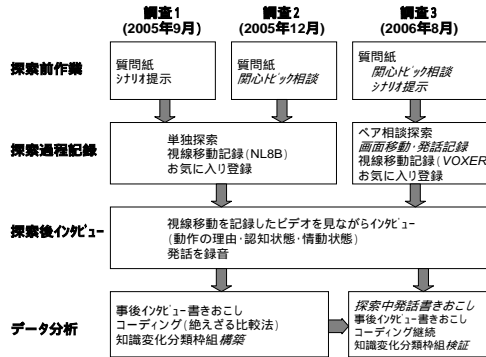 調査1
(2005年9月)
調査2
(2005年12月)
調査3
(2006年8月)
探索前作業
質問紙
シナリオ提示
質問紙
関心トピック相談
質問紙
関心トピック相談
シナリオ提示
探索過程記録
単独探索
視線移動記録(NL8B)
お気に入り登録
ペア相談探索
画面移動・発話記録
視線移動記録(VOXER)
お気に入り登録
探索後インタビュー
視線移動を記録したビデオを見ながらインタビュー
(動作の理由・認知状態・情動状態)
発話を録音
データ分析
事後インタビュー書きおこし
コーディング(絶えざる比較法)
知識変化分類枠組構築
探索中発話書きおこし
事後インタビュー書きおこし
コーディング継続
知識変化分類枠組検証